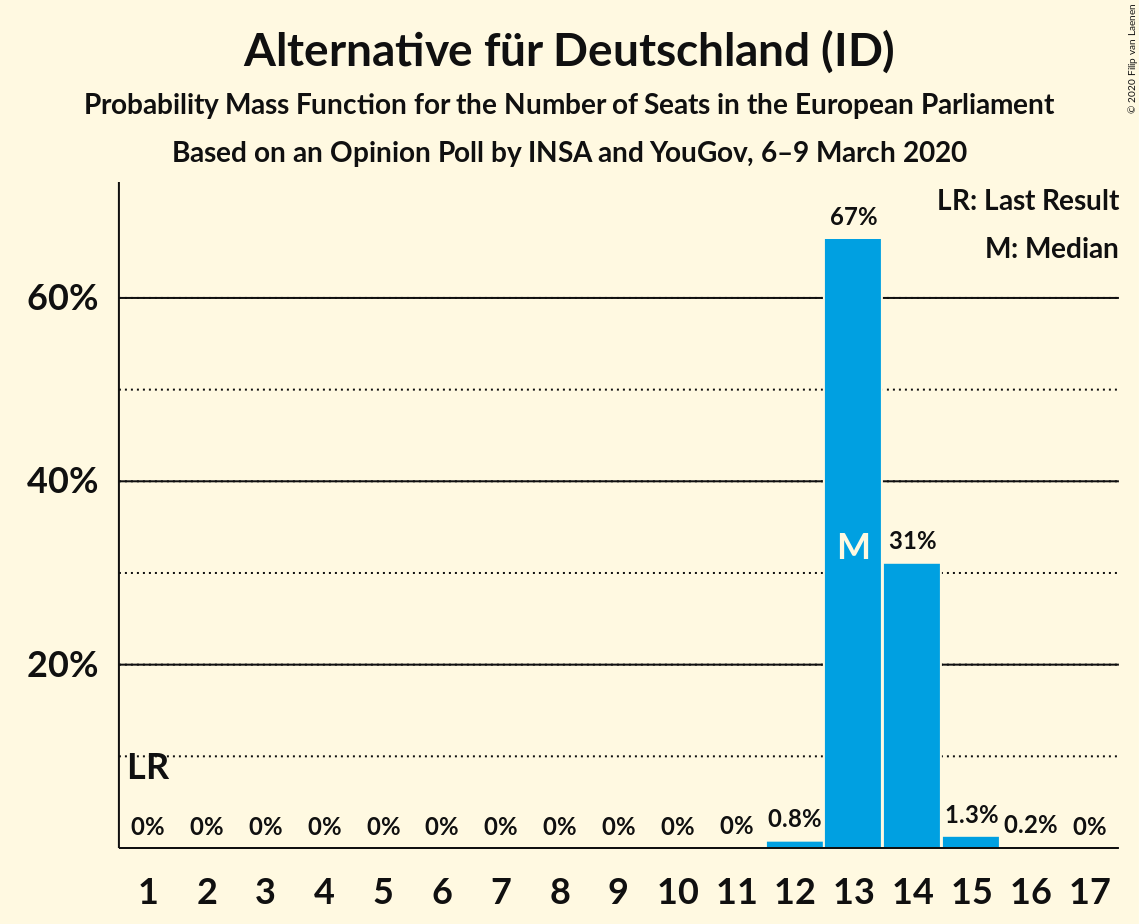 Alternative für Deutschland (ID)
Probability Mass Function for the Number of Seats in the European Parliament
Based on an Opinion Poll by INSA and YouGov, 6–9 March 2020
© 2020 Filip van Laenen
LR: Last Result
M: Median
67%
60%
40%
M
31%
20%
LR
0% 0% 0% 0% 0% 0% 0% 0% 0% 0% 0% 0.8% 1.3% 0.2% 0%
1 2 3 4 5 6 7 8 9 10 11 12 13 14 15 16 17